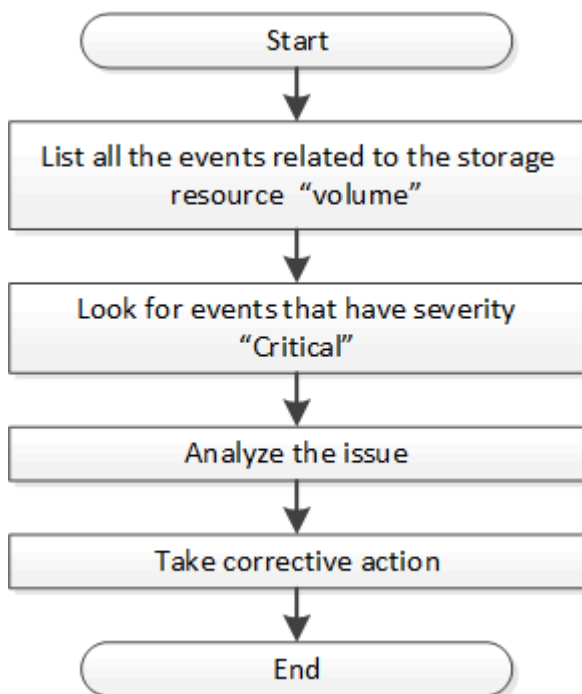 Start
List all the events related to the storage
resource “volume”
Look for events that have severity
“Critical”
Analyze the issue
Take corrective action
End